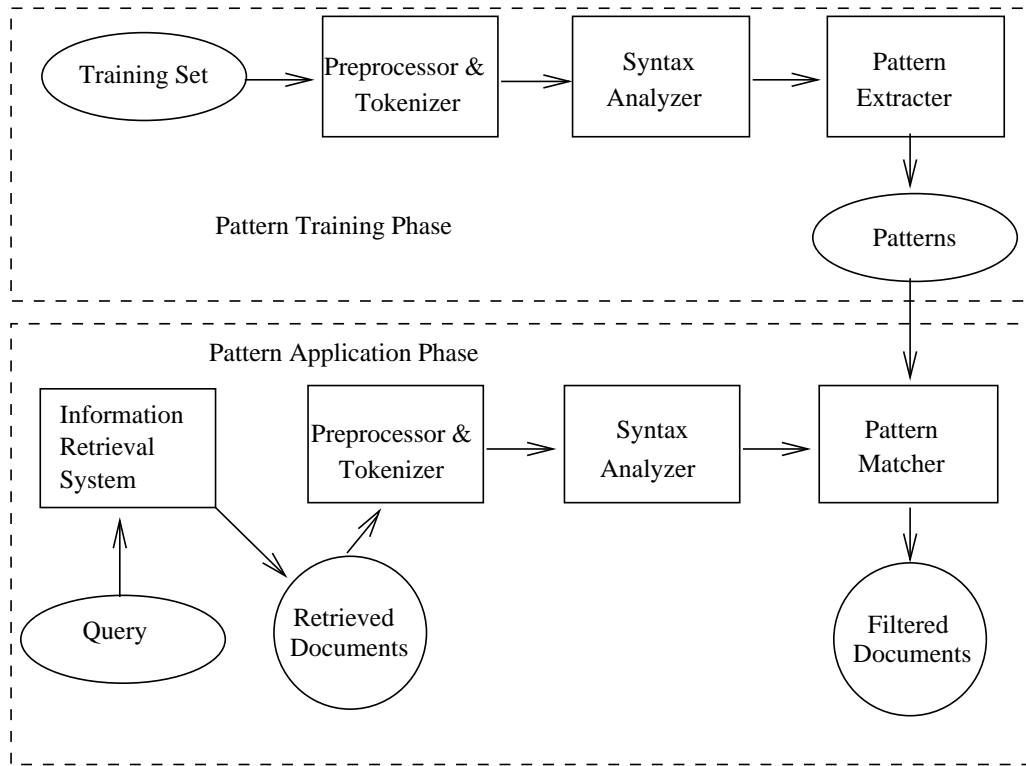 Training Set
Preprocessor &
Tokenizer
Syntax
Analyzer
Pattern
Extracter
Pattern Training Phase
Patterns
Pattern Application Phase
Information
Retrieval
System
Preprocessor &
Tokenizer
Syntax
Analyzer
Pattern
Matcher
Query
Retrieved
Documents
Filtered
Documents